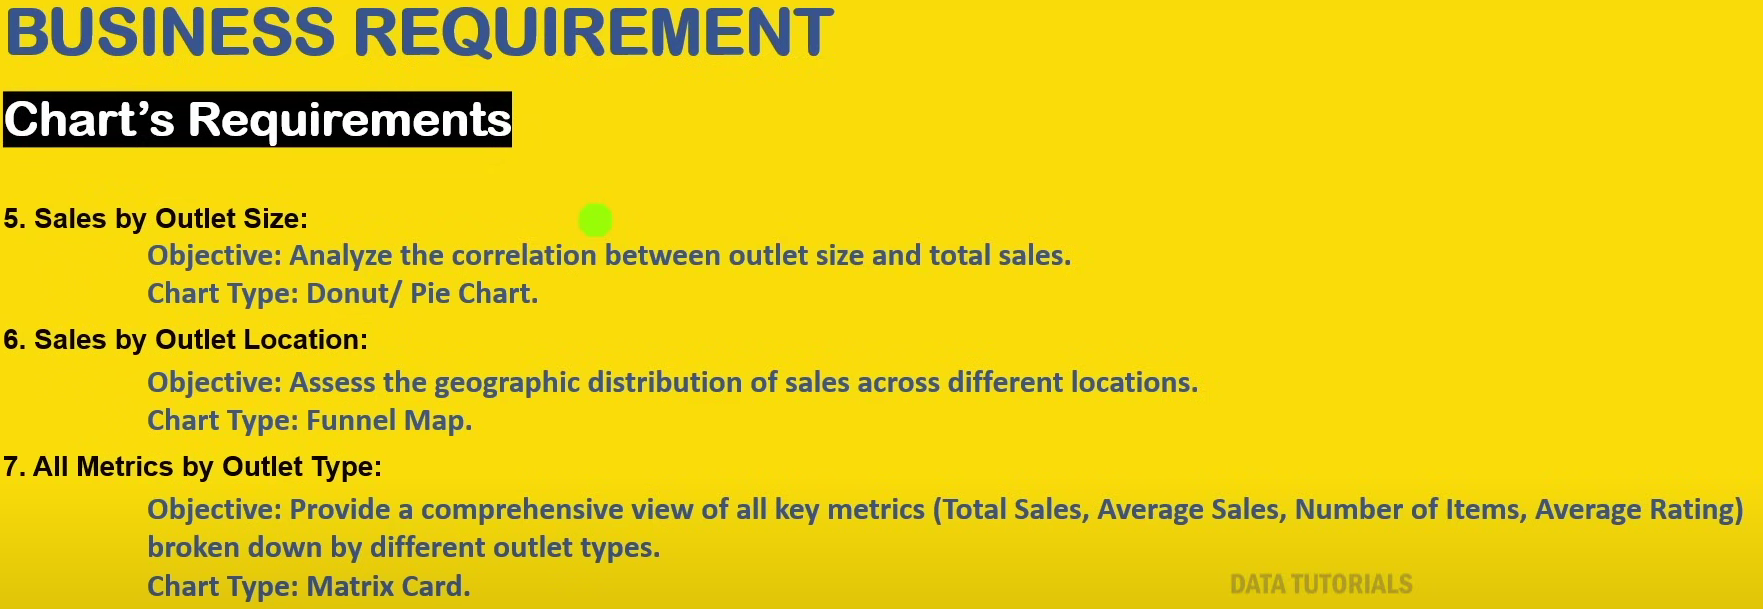 BUSINESS REQUIREMENT
Chart’s Requirements
5. Sales by Outlet Size:
Objective: Analyze the correlation between outlet size and total sales.
Chart Type: Donut/ Pie Chart.
6. Sales by Outlet Location:
Objective: Assess the geographic distribution of sales across different locations.
Chart Type: Funnel Map.
7. All Metrics by Outlet Type:
Objective: Provide a comprehensive view of all key metrics (Total Sales, Average Sales, Number of Items, Average Rating)
broken down by different outlet types.
Chart Type: Matrix Card.
DATA TUTORIALS